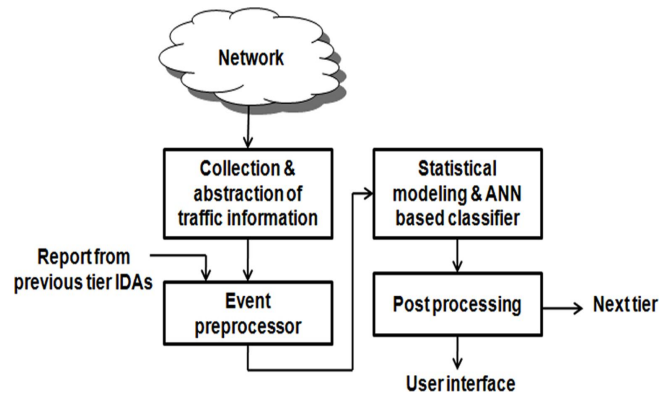 Network
Collection &
abstraction of
traffic information
Report from
previous tier IDAs
Event
preprocessor
Statistical
modeling & ANN
based classifier
Post processing
Next tier
User interface